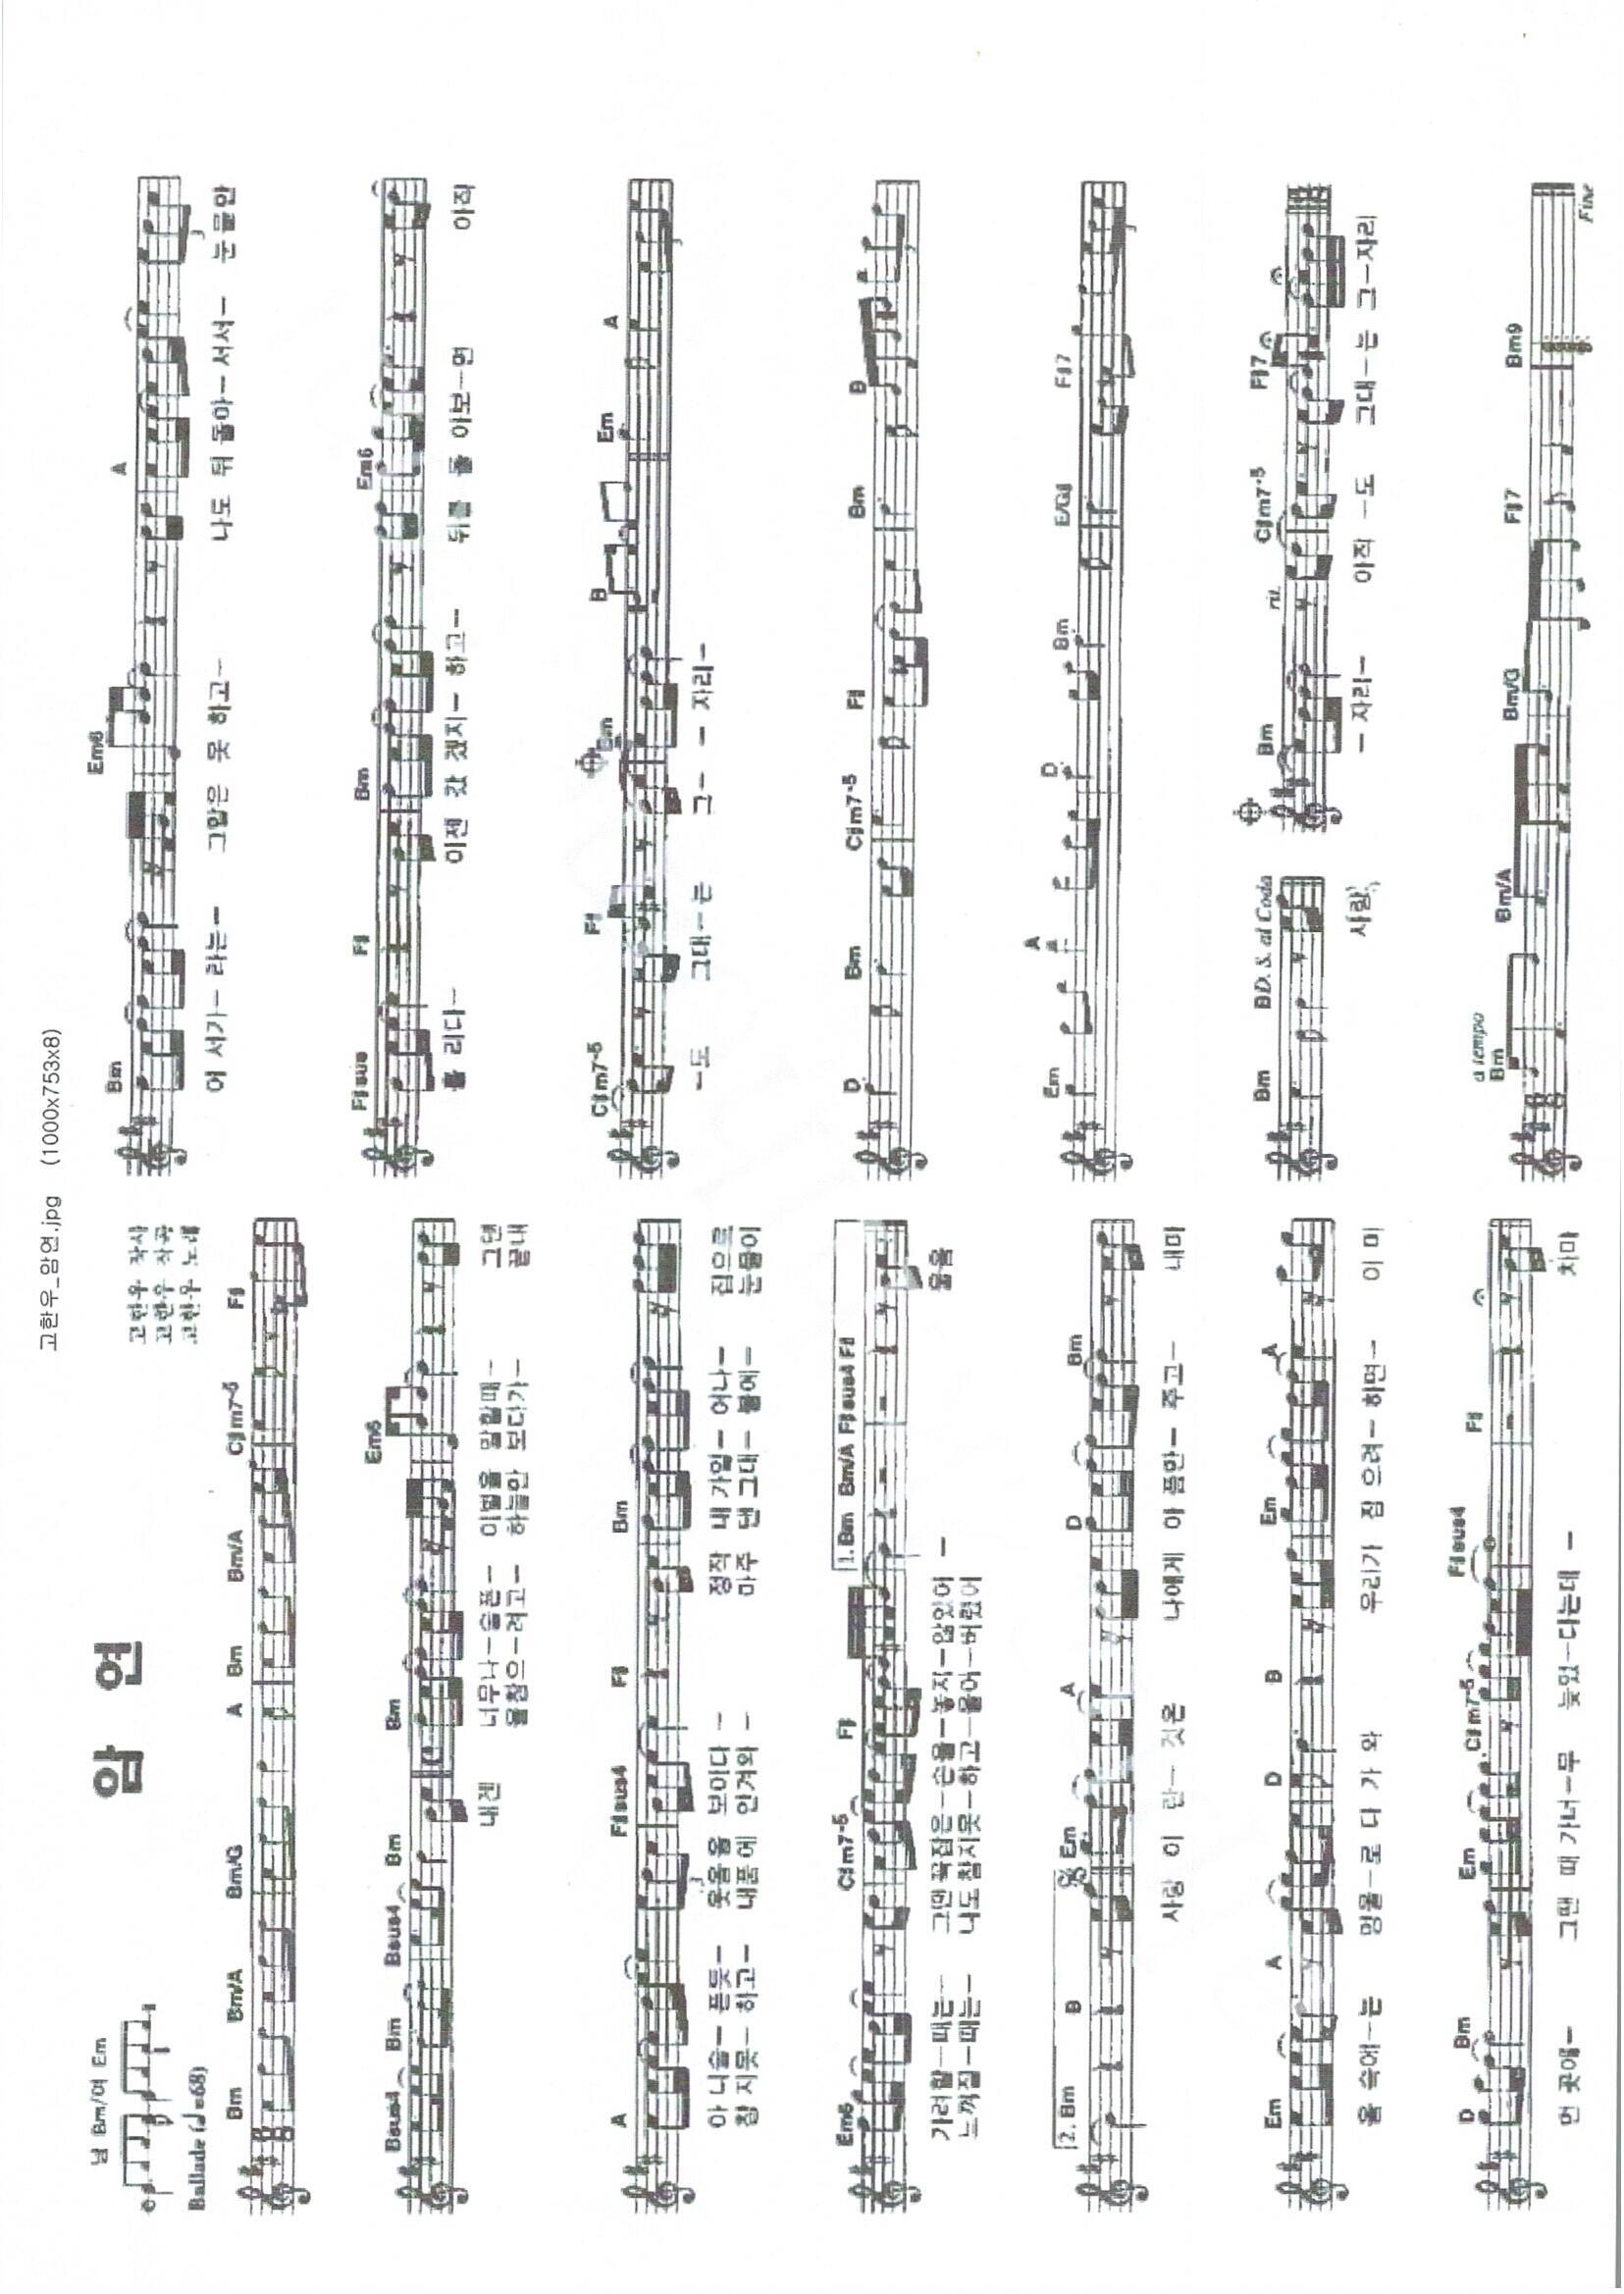 고한우_암연.jpg (1000x753x8)
남 Bm/여 Em
암 연
고한우 작사
고한우 작곡
고한우 노래
Ballade (♩=68)
Bm Bm/A Bm/G A Bm Bm/A C♯m7-5 F♯
Bsus4 Bm Bsus4 Bm Bm Em6
내겐 너무나-슬픈- 이별을 말할때- 그댄
울참으-려고- 하늘만 보다가- 끝내
A F♯sus4 F♯ Bm
3
아 니슬- 픈듯- 웃음을 보이다 - 정작 내 가일- 어나- 집으로
참 지못- 하고- 내품에 안겨와 - 마주 댄 그대- 볼에- 눈물이
Em6 C♯m7-5 F♯ 1. Bm Bm/A F♯sus4 F♯
가려할-때는- 그땐 꼭잡은-손을-놓지-않았어 - 울음
느껴질-때는- 나도 참지못-하고-울어-버렸어
2. Bm B Em A D Bm
사랑 이 란- 것은 나에게 아 픔만- 주고- 내마
Em A D B Em A
음 속에-는 멍울-로 다 가 와 우리가 잡 으려- 하면- 이 미
D Bm Em C♯m7-5 F♯sus4 F♯
먼 곳에- 그땐 때 가너-무 늦었-다는데 - 차마
Bm Em6 A
3
어 서가- 라는- 그말은 못 하고- 나도 뒤 돌아- 서서- 눈물만
F♯sus F♯ Bm Em6
흘 리다- 이젠 갔 겠지- 하고- 뒤를 돌 아보-면 아직
C♯m7-5 F♯ Bm B Em A
3
-도 그대-는 그- - 자리-
D Bm C♯m7-5 F♯ Bm B
3
Em A D Bm E/G♯ F♯7
3
Bm B D. S. al Coda Bm rit. C♯m7-5 F♯7
사랑 - 자리- 아직 -도 그대-는 그-자리
a tempo
Bm Bm/A Bm/G F♯7 Bm9
Fine